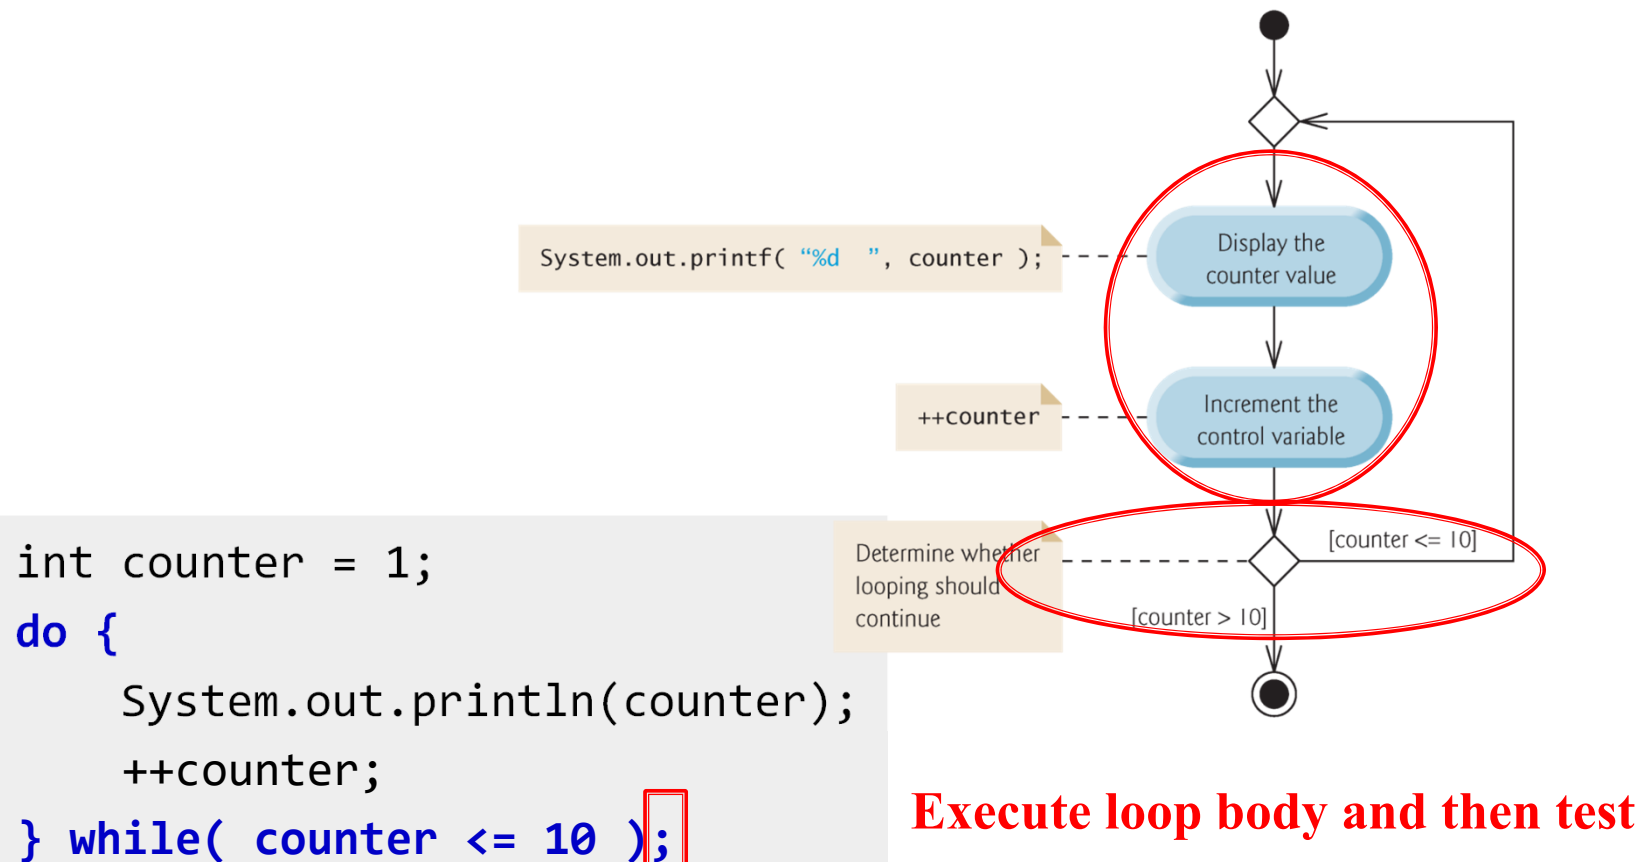 Display the
counter value
System.out.printf( “%d  ”, counter );
Increment the
control variable
++counter
[counter <= 10]
Determine whether
looping should
continue
[counter > 10]
int counter = 1;
do {
    System.out.println(counter);
    ++counter;
} while( counter <= 10 );
Execute loop body and then test